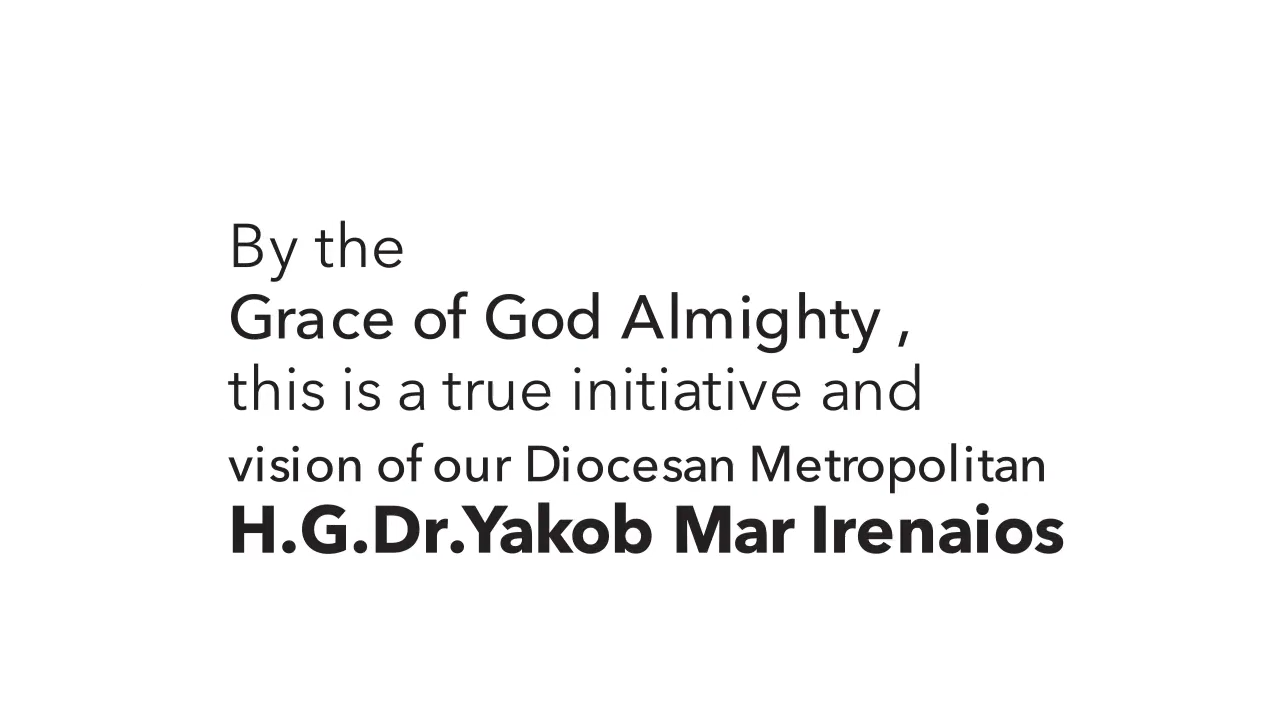 By the
Grace of God Almighty ,
this is a true initiative and
vision of our Diocesan Metropolitan
H.G.Dr.Yakob Mar Irenaios